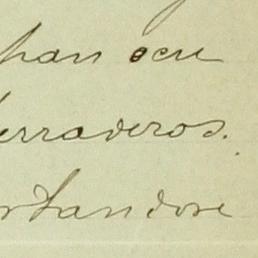 han ocu
erraderos.
rtandose